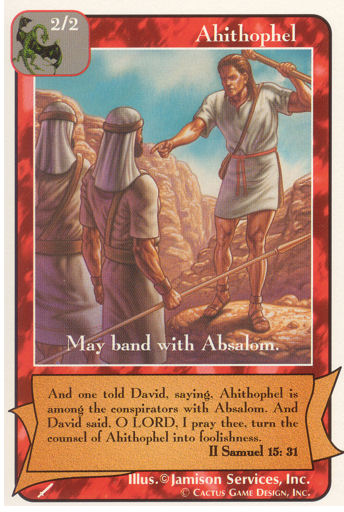 2/2
Ahithophel
May band with Absalom.
And one told David, saying, Ahithophel is
among the conspirators with Absalom. And
David said, O LORD, I pray thee, turn the
counsel of Ahithophel into foolishness.
II Samuel 15: 31
Illus.©Jamison Services, Inc.
© CACTUS GAME DESIGN, INC.